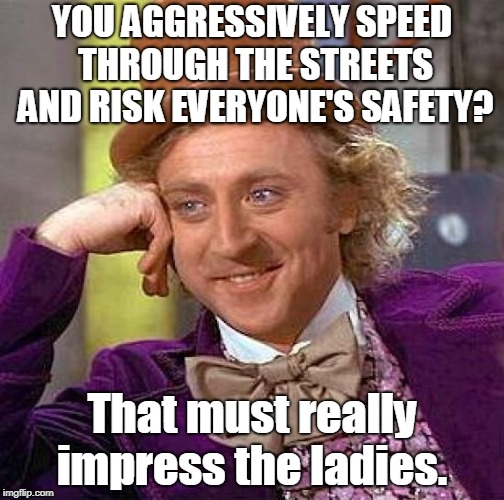 YOU AGGRESSIVELY SPEED
THROUGH THE STREETS
AND RISK EVERYONE'S SAFETY?
That must really
impress the ladies.
imgflip.com